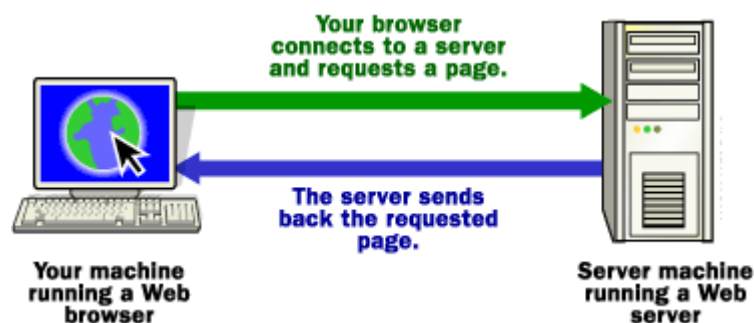 Your browser
connects to a server
and requests a page.
The server sends
back the requested
page.
Your machine
running a Web
browser
Server machine
running a Web
server